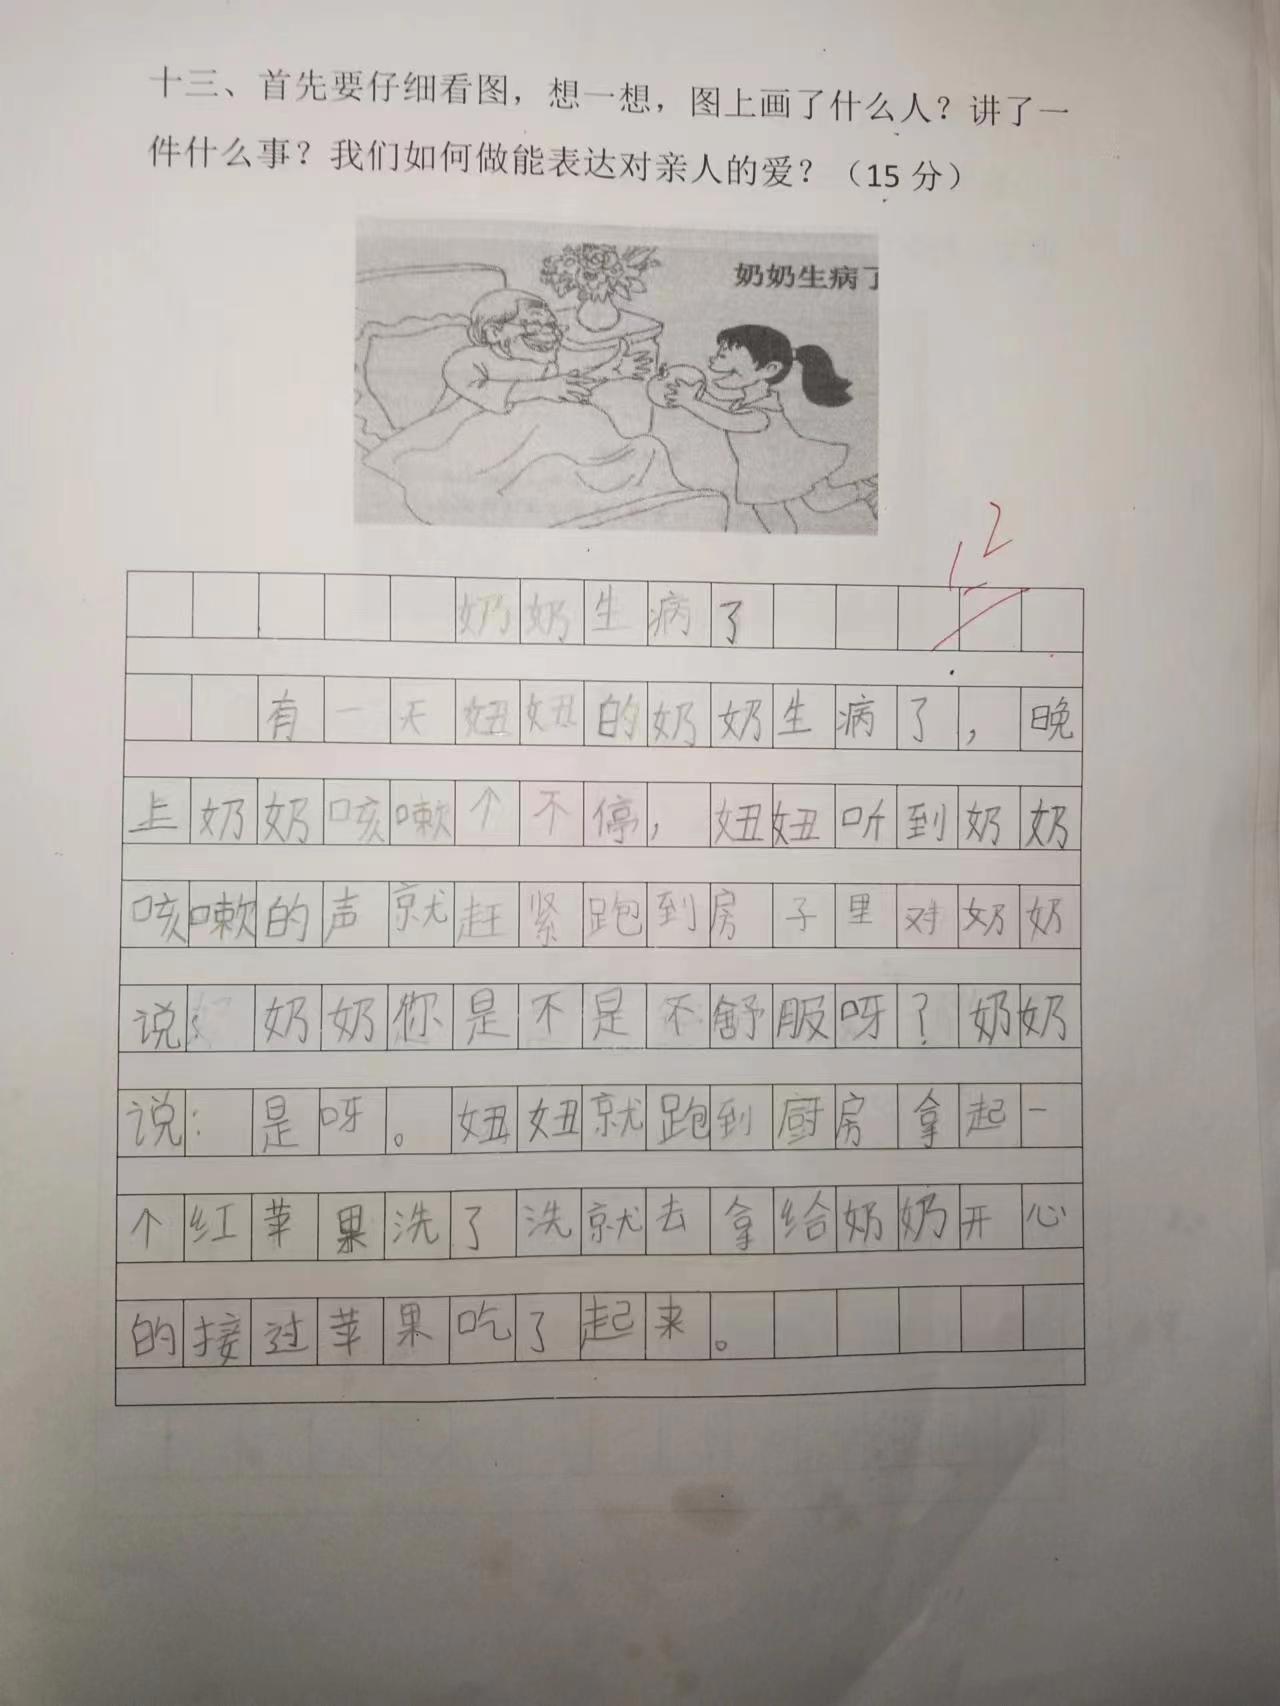 十三、首先要仔细看图，想一想，图上画了什么人？讲了一
件什么事？我们如何做能表达对亲人的爱？（15 分）
奶奶生病了
12
奶奶生病了
有一天妞妞的奶奶生病了，晚
上奶奶咳嗽个不停，妞妞听到奶奶
咳嗽的声就赶紧跑到房子里对奶奶
说：奶奶你是不是不舒服呀？奶奶
说：是呀。妞妞就跑到厨房拿起一
个红苹果洗了洗就去拿给奶奶开心
的接过苹果吃了起来。